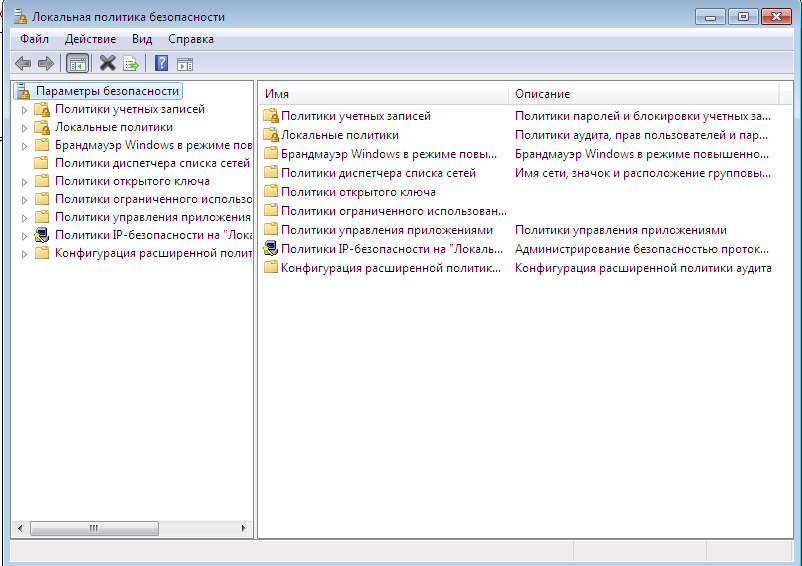 Локальная политика безопасности
Файл Действие Вид Справка
Параметры безопасности
Политики учетных записей
Локальные политики
Брандмауэр Windows в режиме пов
Политики диспетчера списка сетей
Политики открытого ключа
Политики ограниченного использо
Политики управления приложения
Политики IP-безопасности на "Лока
Конфигурация расширенной полит
Имя Описание
Политики учетных записей Политики паролей и блокировки учетных за...
Локальные политики Политики аудита, прав пользователей и пар...
Брандмауэр Windows в режиме повы... Брандмауэр Windows в режиме повышенно...
Политики диспетчера списка сетей Имя сети, значок и расположение групповы...
Политики открытого ключа
Политики ограниченного использован...
Политики управления приложениями Политики управления приложениями
Политики IP-безопасности на "Локаль... Администрирование безопасностью проток...
Конфигурация расширенной политик... Конфигурация расширенной политики аудита